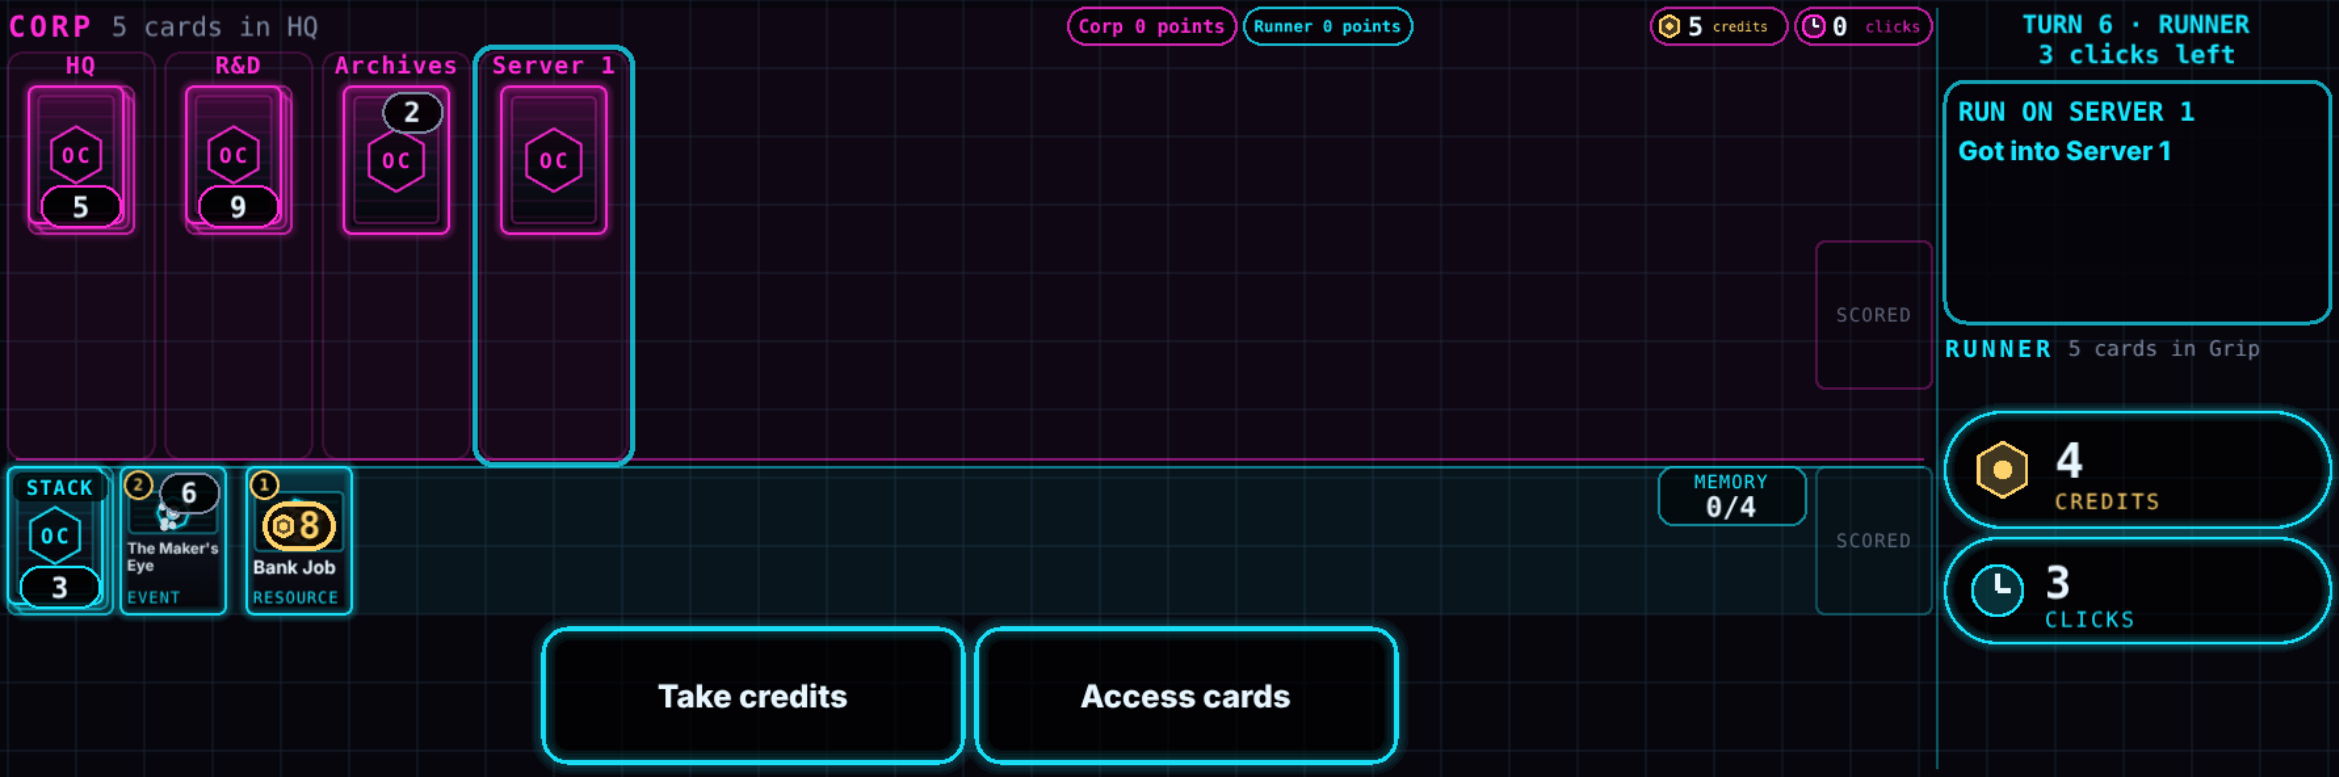 CORP 5 cards in HQ
Corp 0 points
Runner 0 points
5 credits
0 clicks
TURN 6 · RUNNER
3 clicks left
HQ
R&D
Archives
Server 1
OC
5
OC
9
2
OC
OC
RUN ON SERVER 1
Got into Server 1
SCORED
RUNNER 5 cards in Grip
4
CREDITS
3
CLICKS
STACK
OC
3
2
6
The Maker's
Eye
EVENT
1
8
Bank Job
RESOURCE
MEMORY
0/4
SCORED
Take credits
Access cards